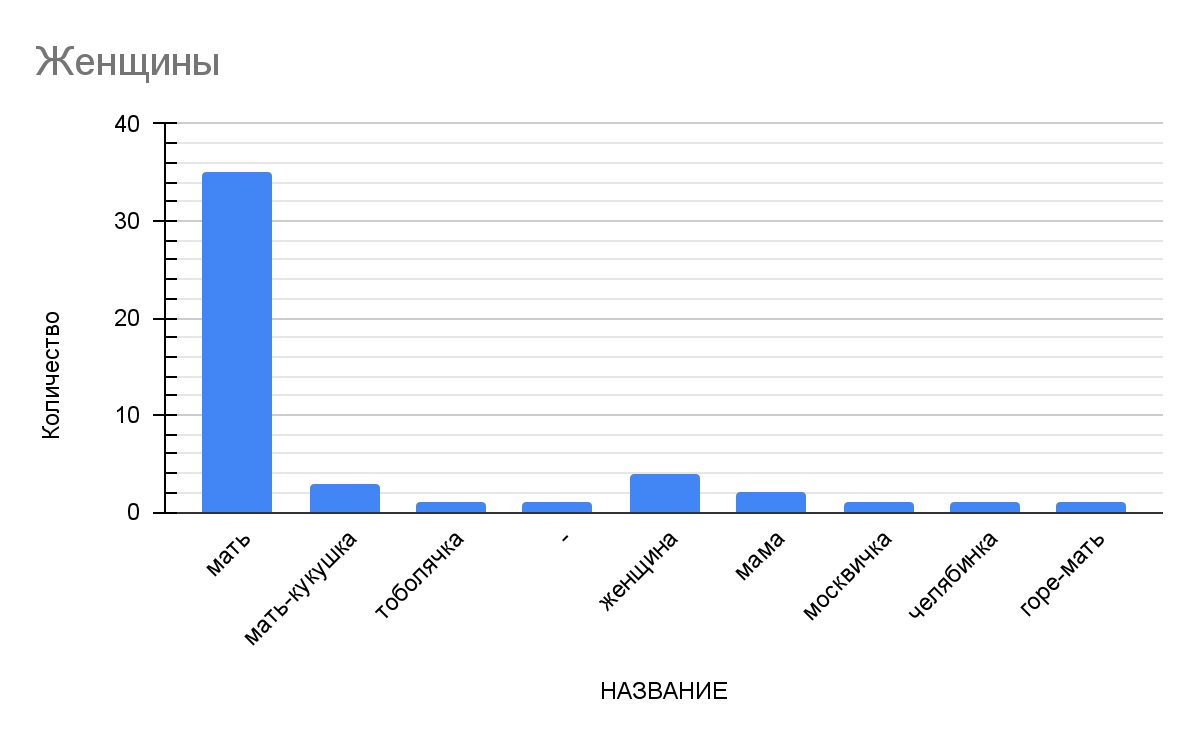 Женщины
40
30
20
10
0
Количество
мать
мать-кукушка
тоболячка
-
женщина
мама
москвичка
челябинка
горе-мать
НАЗВАНИЕ